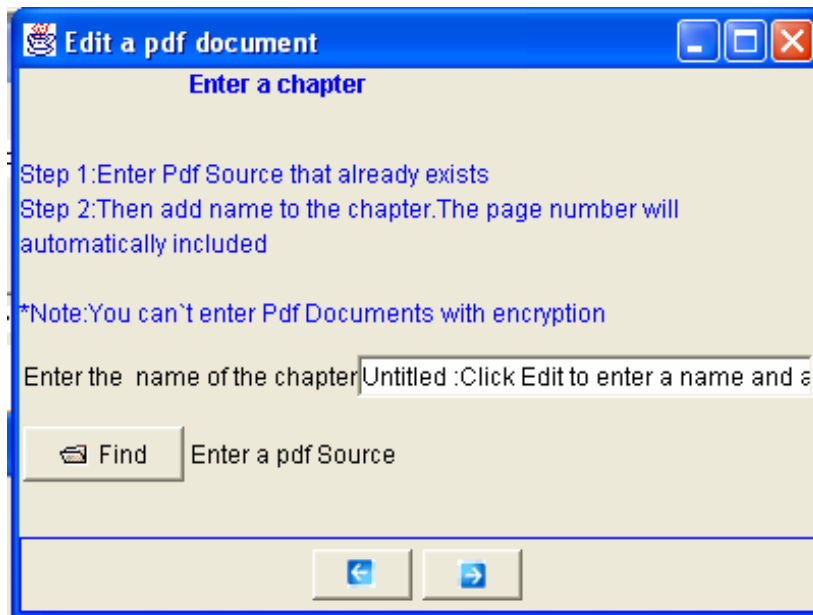 Edit a pdf document
Enter a chapter
Step 1:Enter Pdf Source that already exists
Step 2:Then add name to the chapter.The page number will
automatically included
*Note:You can`t enter Pdf Documents with encryption
Enter the  name of the chapter Untitled :Click Edit to enter a name and a
Find Enter a pdf Source